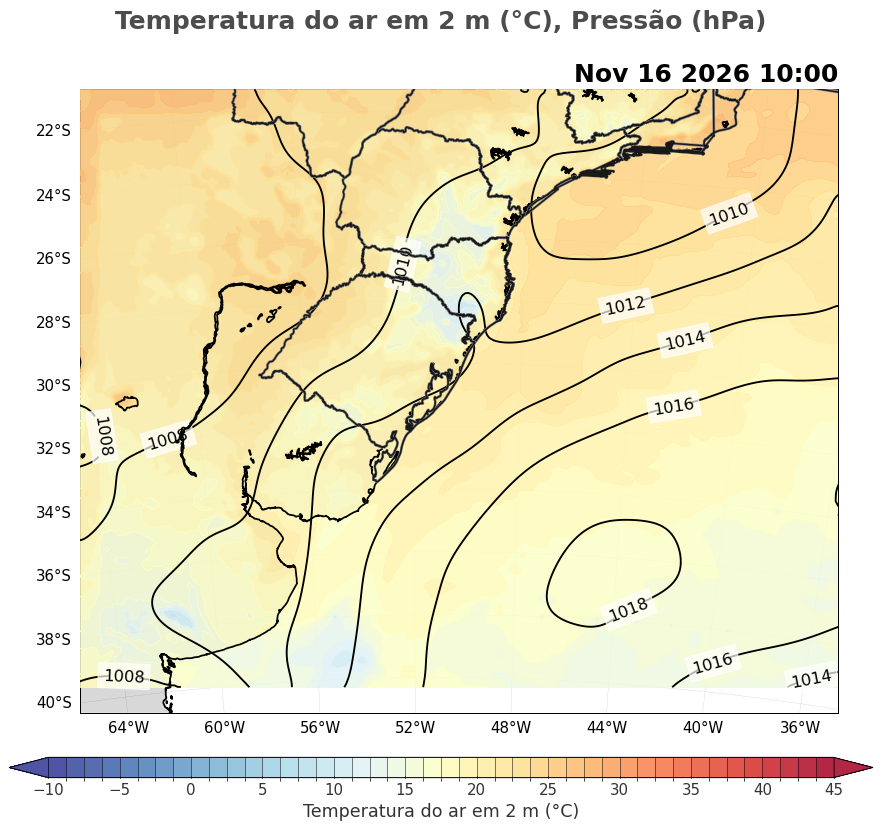 Temperatura do ar em 2 m (°C), Pressão (hPa)
Nov 16 2026 10:00
22°S
24°S
26°S
28°S
30°S
32°S
34°S
36°S
38°S
40°S
1010
1010
1012
1014
1016
1008
1008
1018
1016
1014
1008
64°W 60°W 56°W 52°W 48°W 44°W 40°W 36°W
−10 −5 0 5 10 15 20 25 30 35 40 45
Temperatura do ar em 2 m (°C)